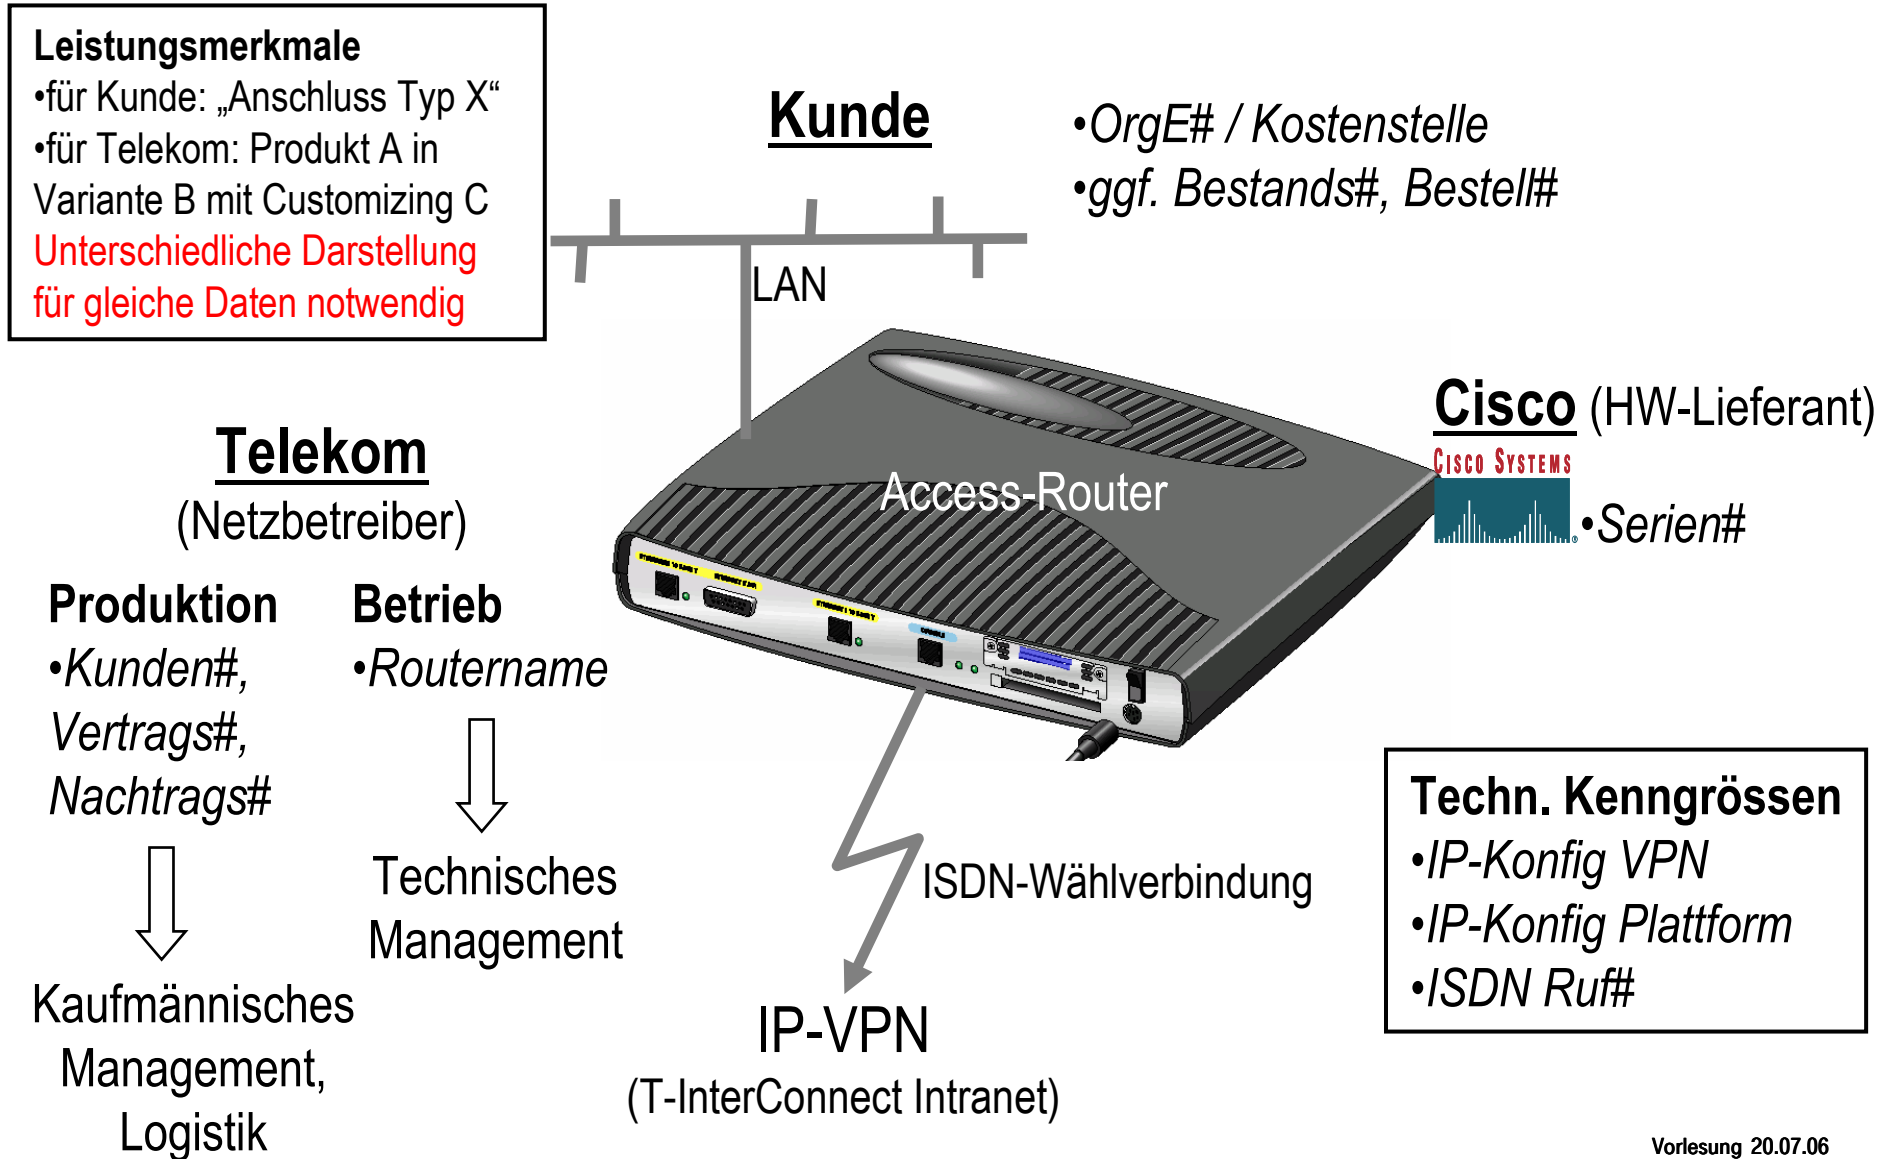 Leistungsmerkmale
•für Kunde: „Anschluss Typ X“
•für Telekom: Produkt A in
Variante B mit Customizing C
Unterschiedliche Darstellung
für gleiche Daten notwendig
Kunde
•OrgE# / Kostenstelle
•ggf. Bestands#, Bestell#
LAN
Access-Router
Cisco (HW-Lieferant)
CISCO SYSTEMS
•Serien#
Telekom
(Netzbetreiber)
Produktion
•Kunden#,
Vertrags#,
Nachtrags#
Kaufmännisches
Management,
Logistik
Betrieb
•Routername
Technisches
Management
ISDN-Wählverbindung
IP-VPN
(T-InterConnect Intranet)
Techn. Kenngrössen
•IP-Konfig VPN
•IP-Konfig Plattform
•ISDN Ruf#
Vorlesung 20.07.06